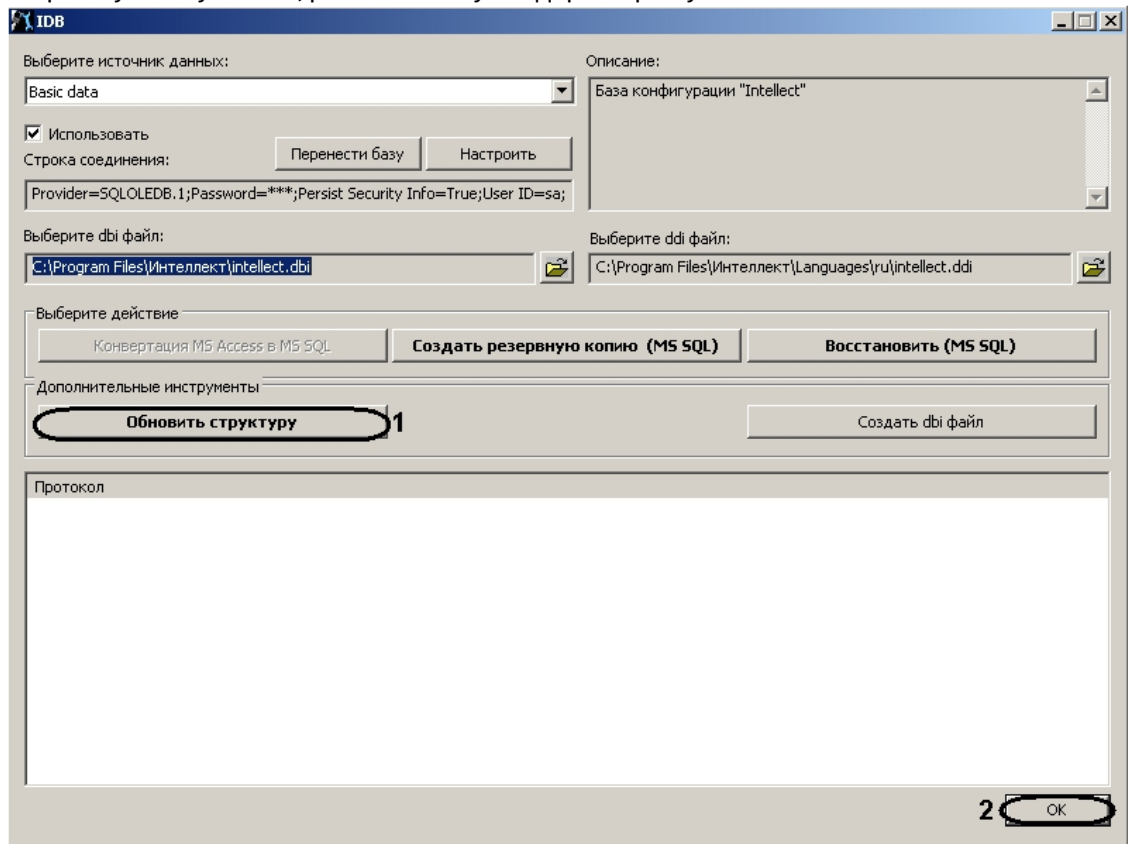 IDB
Выберите источник данных:
Описание:
Basic data
База конфигурации "Intellect"
Использовать
Строка соединения:
Перенести базу
Настроить
Provider=SQLOLEDB.1;Password=***;Persist Security Info=True;User ID=sa;
Выберите dbi файл:
Выберите ddi файл:
C:\Program Files\Интеллект\intellect.dbi
C:\Program Files\Интеллект\Languages\ru\intellect.ddi
Выберите действие
Конвертация MS Access в MS SQL
Создать резервную копию (MS SQL)
Восстановить (MS SQL)
Дополнительные инструменты
Обновить структуру
1
Создать dbi файл
Протокол
2
OK